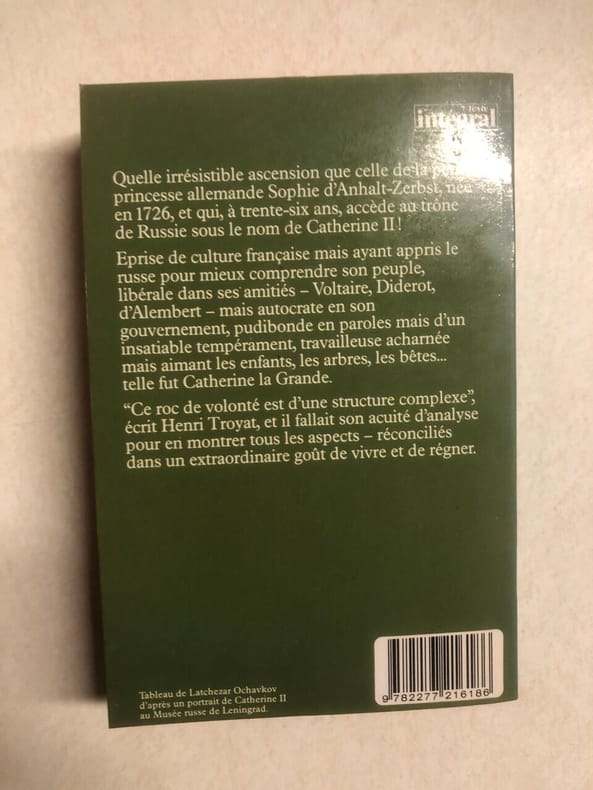 texte
intégral
Quelle irrésistible ascension que celle de la
princesse allemande Sophie d'Anhalt-Zerbst, née
en 1726, et qui, à trente-six ans, accède au trône
de Russie sous le nom de Catherine II !
Eprise de culture française mais ayant appris le
russe pour mieux comprendre son peuple,
libérale dans ses amitiés – Voltaire, Diderot,
d'Alembert – mais autocrate en son
gouvernement, pudibonde en paroles mais d'un
insatiable tempérament, travailleuse acharnée
mais aimant les enfants, les arbres, les bêtes...
telle fut Catherine la Grande.
"Ce roc de volonté est d'une structure complexe",
écrit Henri Troyat, et il fallait son acuité d'analyse
pour en montrer tous les aspects – réconciliés
dans un extraordinaire goût de vivre et de régner.
Tableau de Latchezar Ochavkov
d'après un portrait de Catherine II
au Musée russe de Leningrad.
9 782277 216186